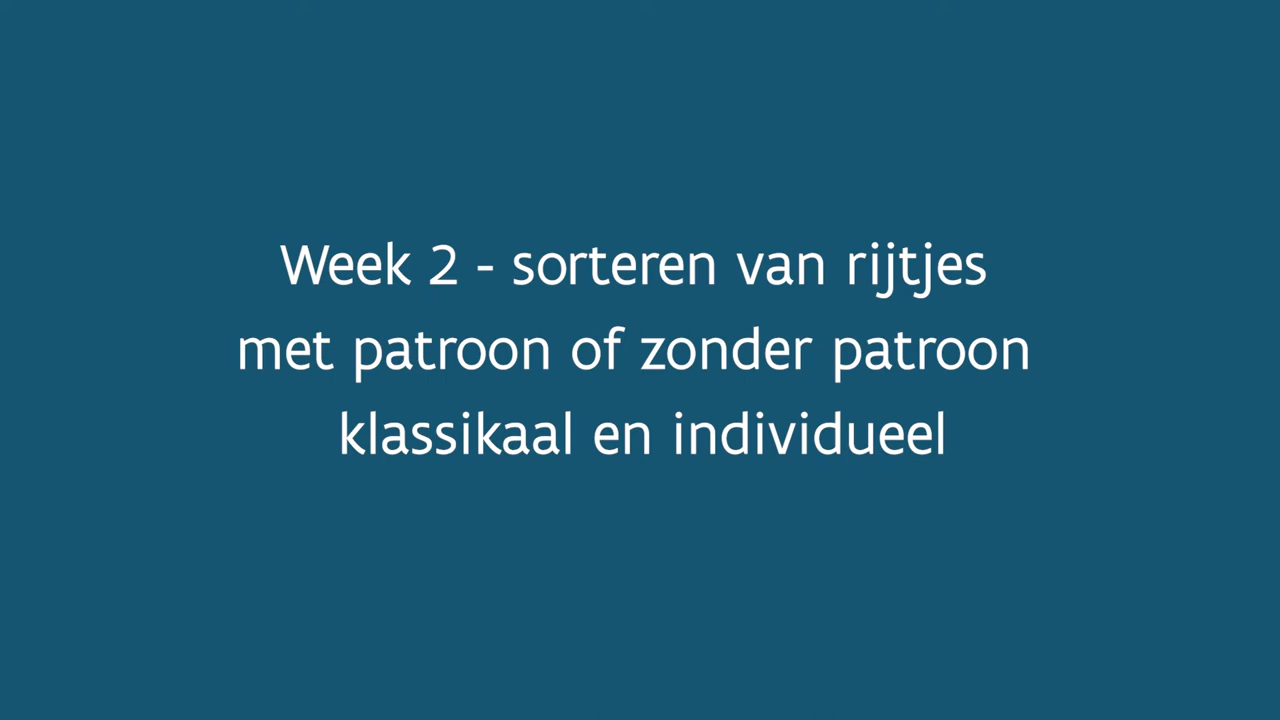 Week 2 - sorteren van rijtjes
met patroon of zonder patroon
klassikaal en individueel